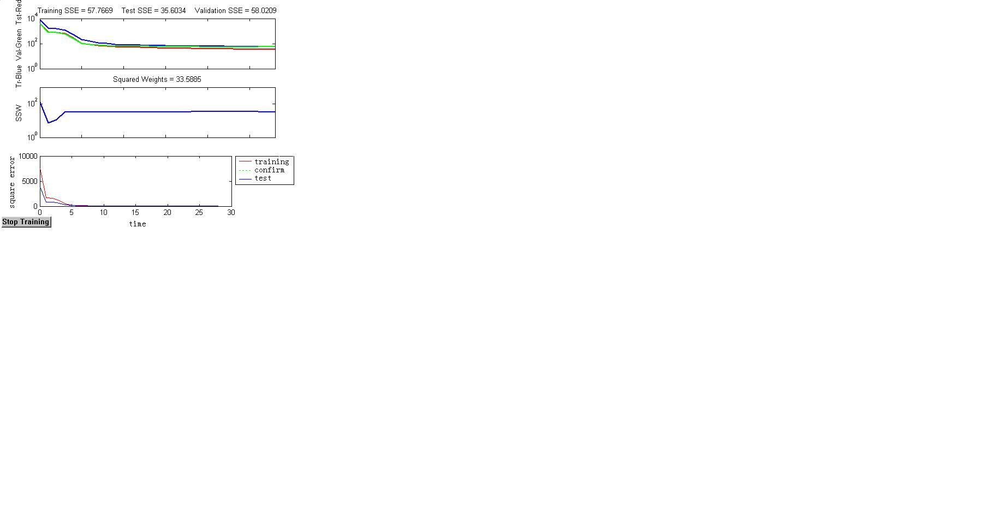 Training SSE = 57.7669 Test SSE = 35.6034 Validation SSE = 58.0209
Tr-Blue Val-Green Tst-Red
10^4
10^2
10^0
Squared Weights = 33.5885
SSW
10^2
10^0
square error
10000
5000
0
0 5 10 15 20 25 30
time
training
confirm
test
Stop Training